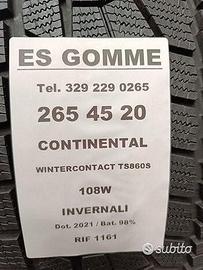 ES GOMME
Tel. 329 229 0265
265 45 20
CONTINENTAL
WINTERCONTACT TS860S
108W
INVERNALI
Dot. 2021 / Bat. 98%
RIF 1161
subito